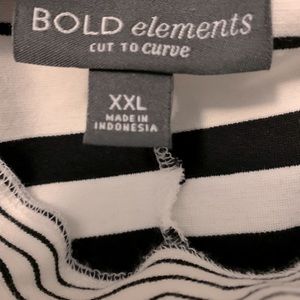 BOLD elements
CUT TO curve
XXL
MADE IN
INDONESIA